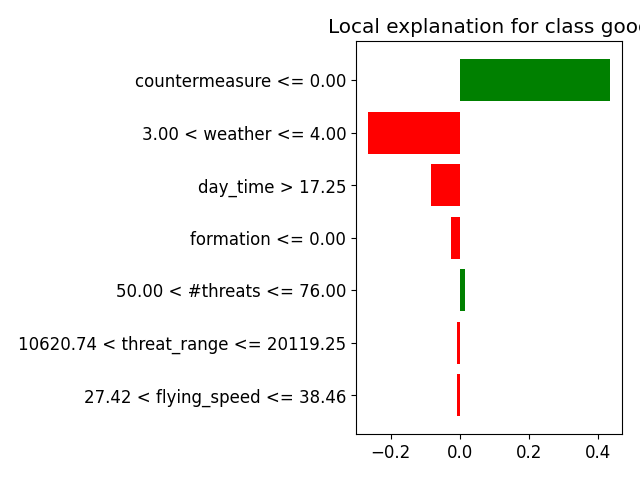 Local explanation for class good
countermeasure <= 0.00
3.00 < weather <= 4.00
day_time > 17.25
formation <= 0.00
50.00 < #threats <= 76.00
10620.74 < threat_range <= 20119.25
27.42 < flying_speed <= 38.46
−0.2 0.0 0.2 0.4